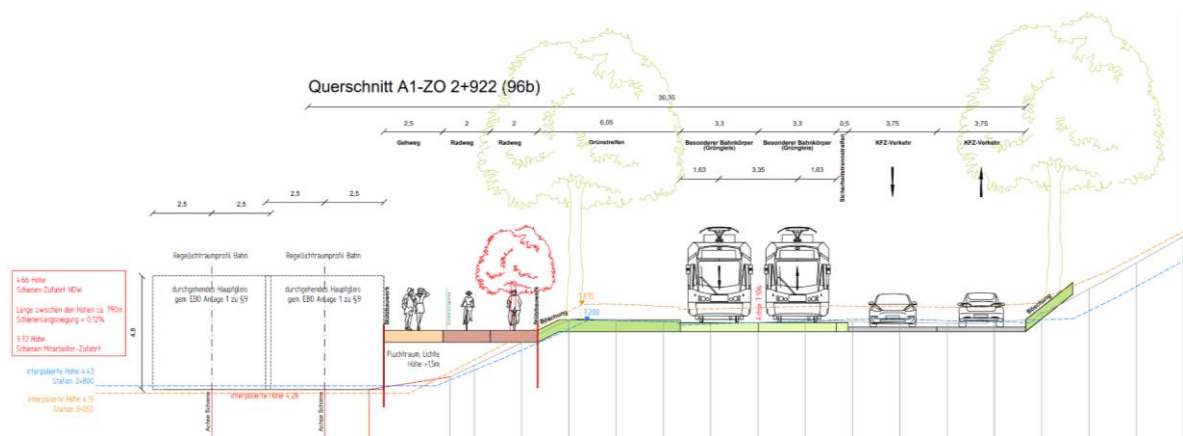 Querschnitt A1-ZO 2+922 (96b)
30,35
2,5
2
2
6,05
3,3
3,3
0,5
3,75
3,75
Gehweg
Radweg
Radweg
Grünstreifen
Besonderer Bahnkörper
(Grüngleis)
Besonderer Bahnkörper
(Grüngleis)
Sicherheitstrennstreifen
KFZ-Verkehr
KFZ-Verkehr
1,63
3,35
1,63
2,5
2,5
2,5
2,5
Regellichtraumprofil Bahn
Regellichtraumprofil Bahn
durchgehendes Hauptgleis
gem. EBO Anlage 1 zu §9
durchgehendes Hauptgleis
gem. EBO Anlage 1 zu §9
4,8
4.66 Höhe
Schienen Zufahrt HDW
Länge zwischen den Höhen ca. 790m
Schienenlängsneigung = 0.12%
3.72 Höhe
Schienen Mitarbeiter-Zufahrt
interpolierte Höhe 4.43
Station 2+880
interpolierte Höhe 4.13
Station 3+050
interpolierte Höhe 4.28
Achse Schiene
Achse Schiene
Stützbauwerk
Stützbauwerk
Fluchtraum, Lichte
Höhe =1,5m
Böschung
7.200
Achse 7.106
Böschung